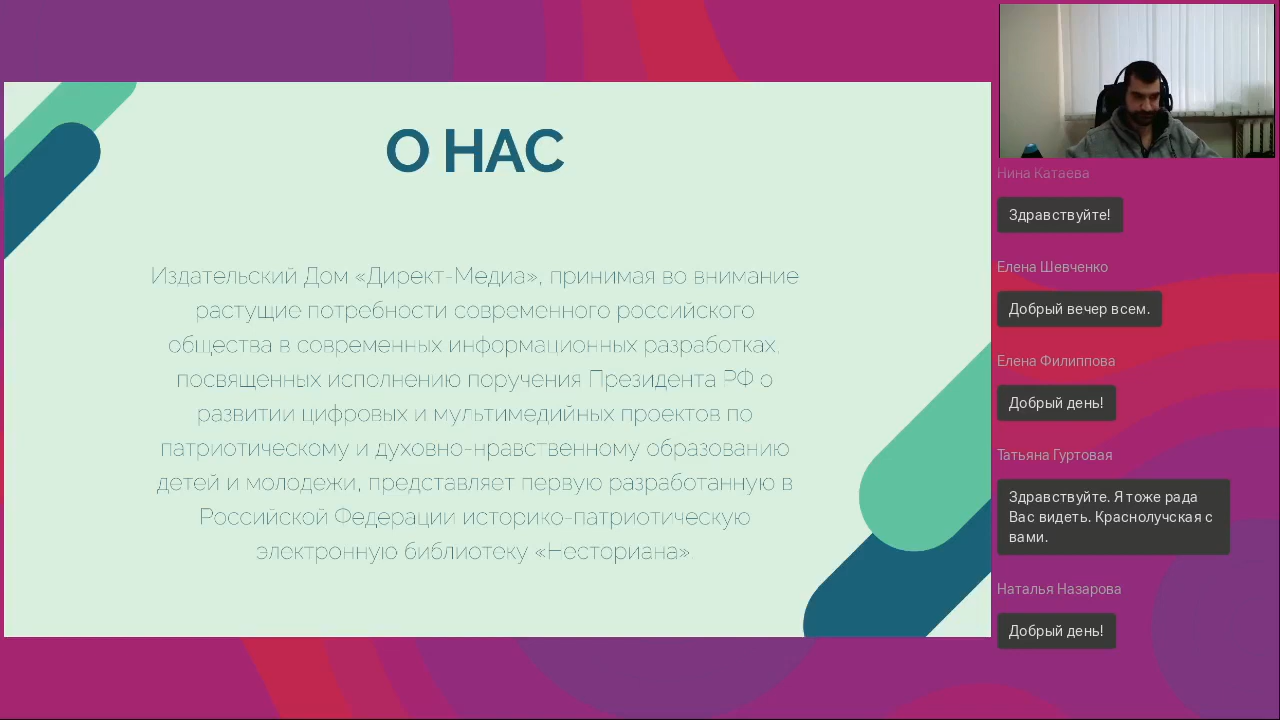 О НАС
Издательский Дом «Директ-Медиа», принимая во внимание
растущие потребности современного российского
общества в современных информационных разработках,
посвященных исполнению поручения Президента РФ о
развитии цифровых и мультимедийных проектов по
патриотическому и духовно-нравственному образованию
детей и молодежи, представляет первую разработанную в
Российской Федерации историко-патриотическую
электронную библиотеку «Несториана»
Нина Катаева
Здравствуйте!
Елена Шевченко
Добрый вечер всем.
Елена Филиппова
Добрый день!
Татьяна Гуртовая
Здравствуйте. Я тоже рада
Вас видеть. Краснолучская с
вами.
Наталья Назарова
Добрый день!